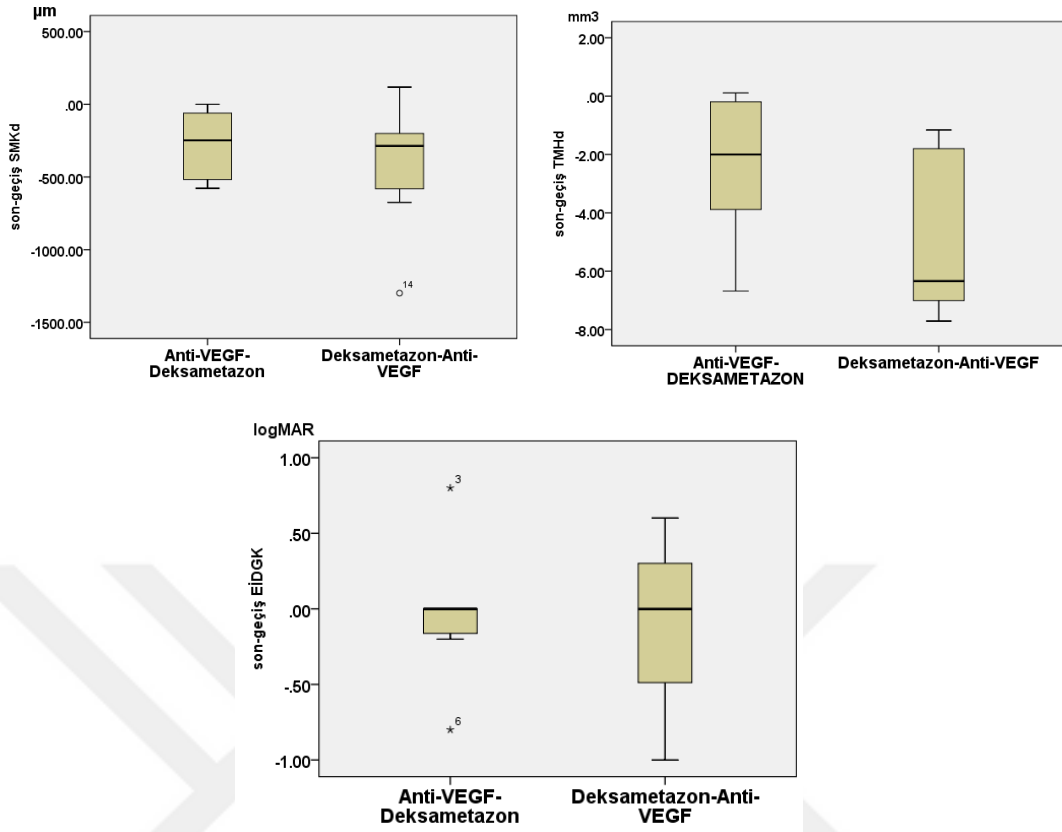 µm
500.00
.00
-500.00
-1000.00
-1500.00
son-geçiş SMKd
14
Anti-VEGF-
Deksametazon
Deksametazon-Anti-
VEGF
mm3
2.00
.00
-2.00
-4.00
-6.00
-8.00
son-geçiş TMHd
Anti-VEGF-
DEKSAMETAZON
Deksametazon-Anti-VEGF
logMAR
1.00
.50
.00
-.50
-1.00
son-geçiş EİDGK
3
6
Anti-VEGF-
Deksametazon
Deksametazon-Anti-
VEGF